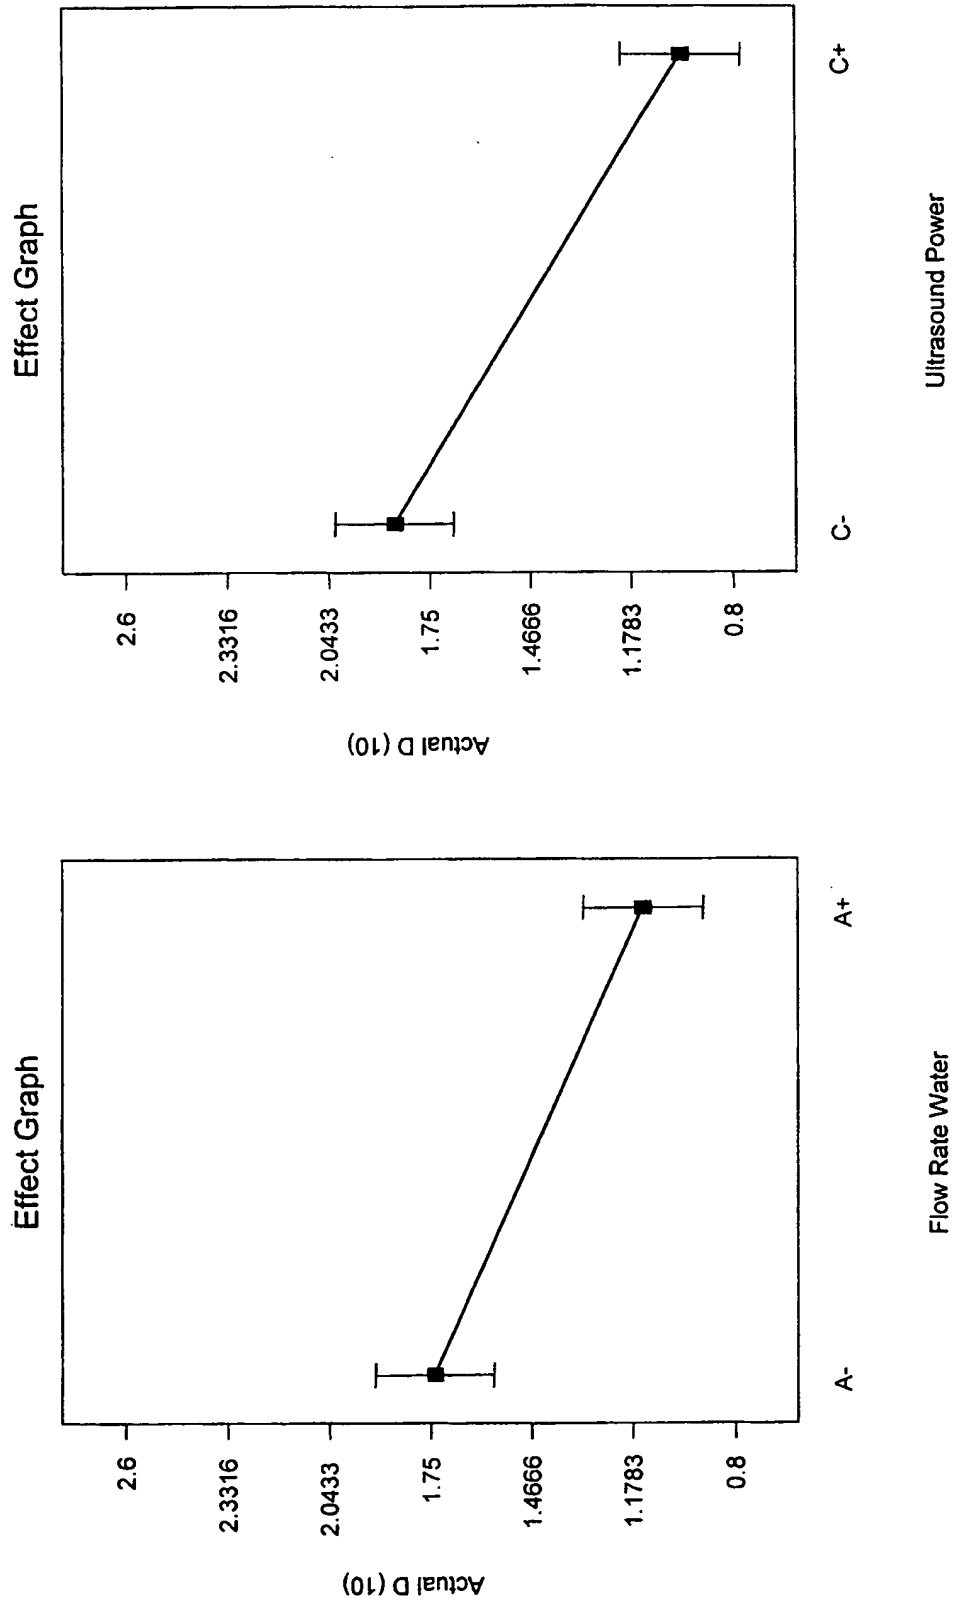 Effect Graph
Actual D (10)
2.6
2.3316
2.0433
1.75
1.4666
1.1783
0.8
A-
A+
Flow Rate Water
Effect Graph
Actual D (10)
2.6
2.3316
2.0433
1.75
1.4666
1.1783
0.8
C-
C+
Ultrasound Power